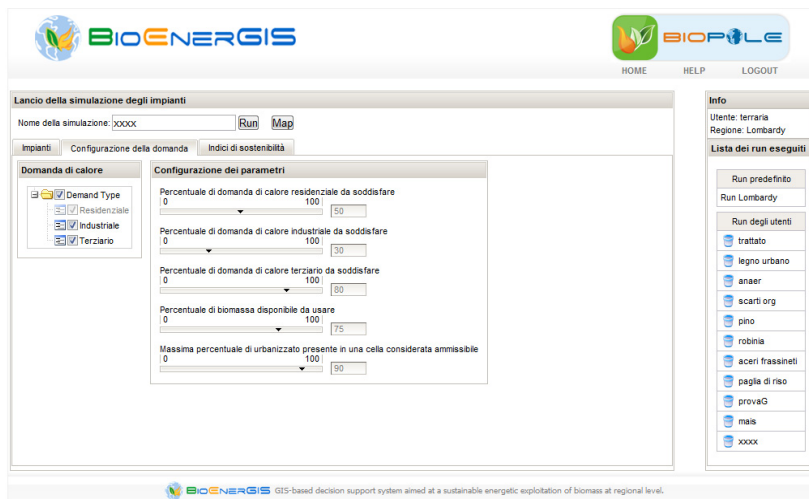 BIOENERGIS
BIOPOLE
HOME HELP LOGOUT
Lancio della simulazione degli impianti
Nome della simulazione: xxxx Run Map
Impianti Configurazione della domanda Indici di sostenibilità
Domanda di calore
Demand Type
Residenziale
Industriale
Terziario
Configurazione dei parametri
Percentuale di domanda di calore residenziale da soddisfare
0 100
50
Percentuale di domanda di calore industriale da soddisfare
0 100
30
Percentuale di domanda di calore terziario da soddisfare
0 100
80
Percentuale di biomassa disponibile da usare
0 100
75
Massima percentuale di urbanizzato presente in una cella considerata ammissibile
0 100
90
Info
Utente: terraria
Regione: Lombardy
Lista dei run eseguiti
Run predefinito
Run Lombardy
Run degli utenti
trattato
legno urbano
anaer
scarti org
pino
robinia
aceri frassineti
paglia di riso
provaG
mais
xxxx
BIOENERGIS GIS-based decision support system aimed at a sustainable energetic exploitation of biomass at regional level.